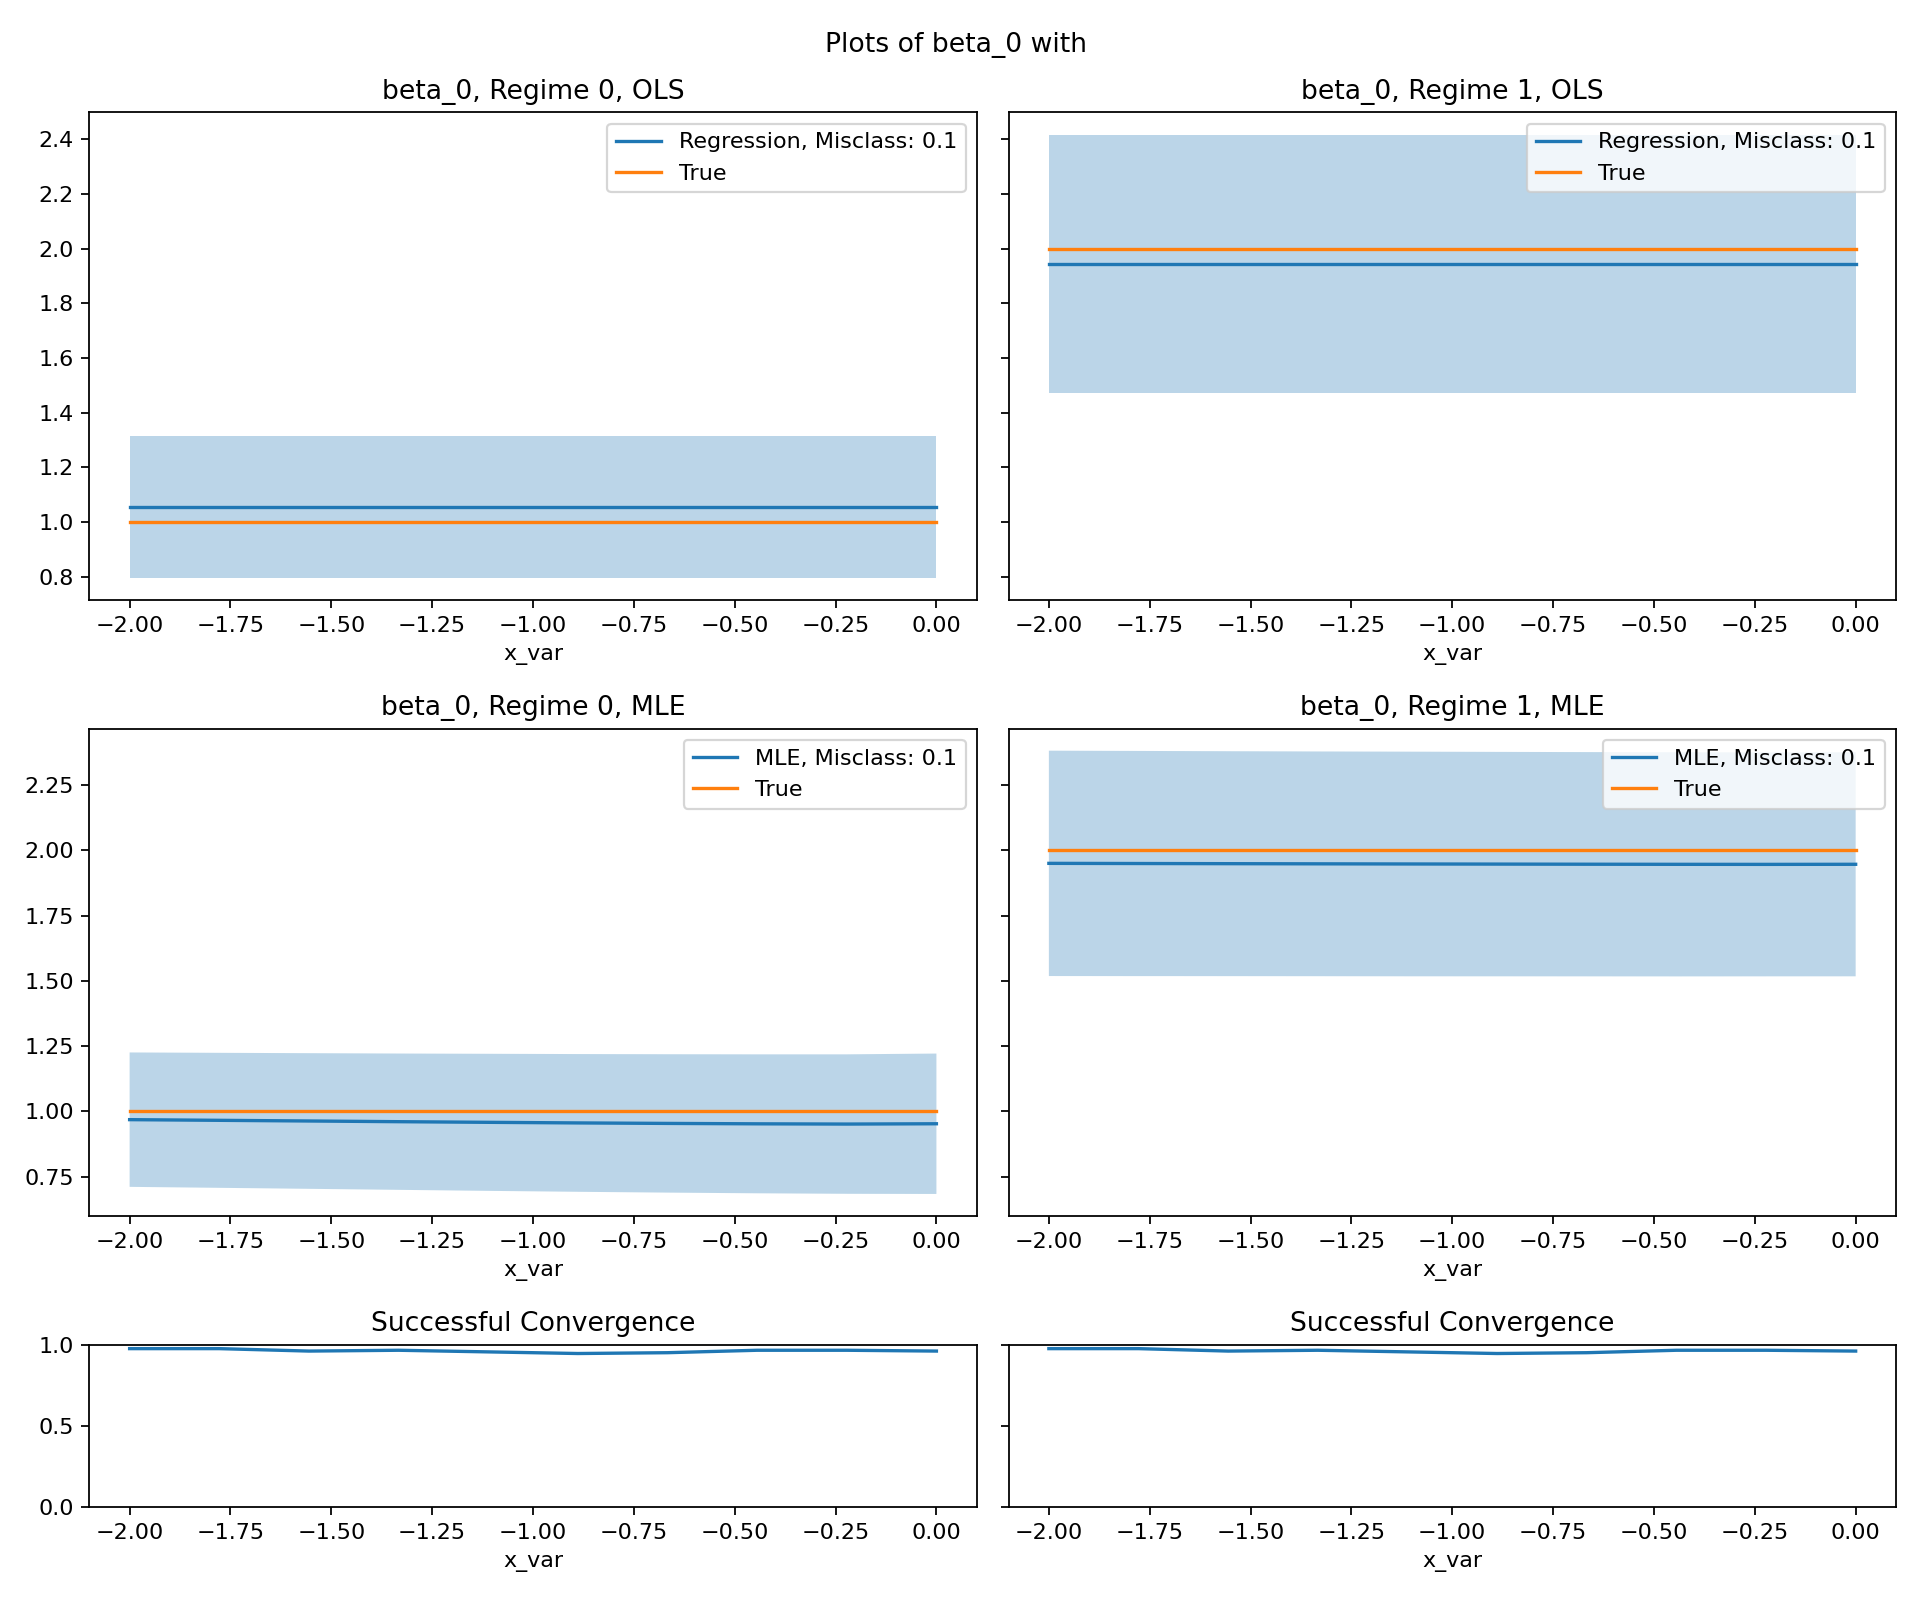 Plots of beta_0 with
beta_0, Regime 0, OLS
2.4
2.2
2.0
1.8
1.6
1.4
1.2
1.0
0.8
Regression, Misclass: 0.1
True
−2.00 −1.75 −1.50 −1.25 −1.00 −0.75 −0.50 −0.25 0.00
x_var
beta_0, Regime 1, OLS
Regression, Misclass: 0.1
True
−2.00 −1.75 −1.50 −1.25 −1.00 −0.75 −0.50 −0.25 0.00
x_var
beta_0, Regime 0, MLE
2.25
2.00
1.75
1.50
1.25
1.00
0.75
MLE, Misclass: 0.1
True
−2.00 −1.75 −1.50 −1.25 −1.00 −0.75 −0.50 −0.25 0.00
x_var
beta_0, Regime 1, MLE
MLE, Misclass: 0.1
True
−2.00 −1.75 −1.50 −1.25 −1.00 −0.75 −0.50 −0.25 0.00
x_var
Successful Convergence
1.0
0.5
0.0
−2.00 −1.75 −1.50 −1.25 −1.00 −0.75 −0.50 −0.25 0.00
x_var
Successful Convergence
−2.00 −1.75 −1.50 −1.25 −1.00 −0.75 −0.50 −0.25 0.00
x_var